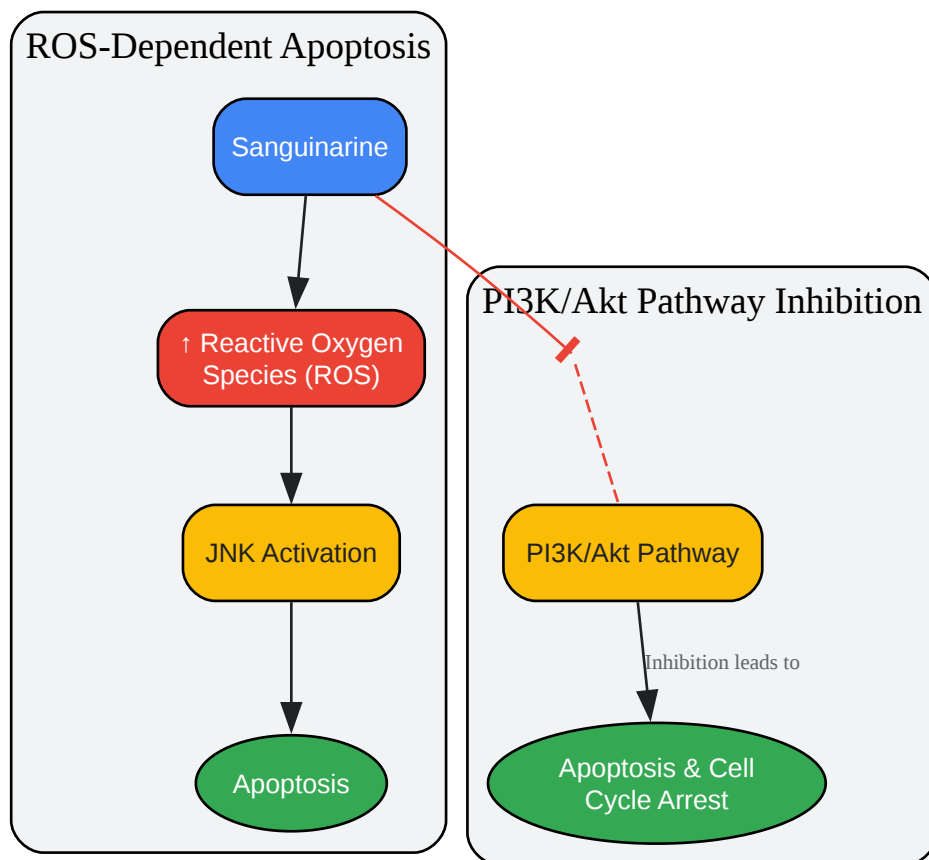 ROS-Dependent Apoptosis
Sanguinarine
↑ Reactive Oxygen
Species (ROS)
JNK Activation
Apoptosis
PI3K/Akt Pathway Inhibition
PI3K/Akt Pathway
Inhibition leads to
Apoptosis & Cell
Cycle Arrest